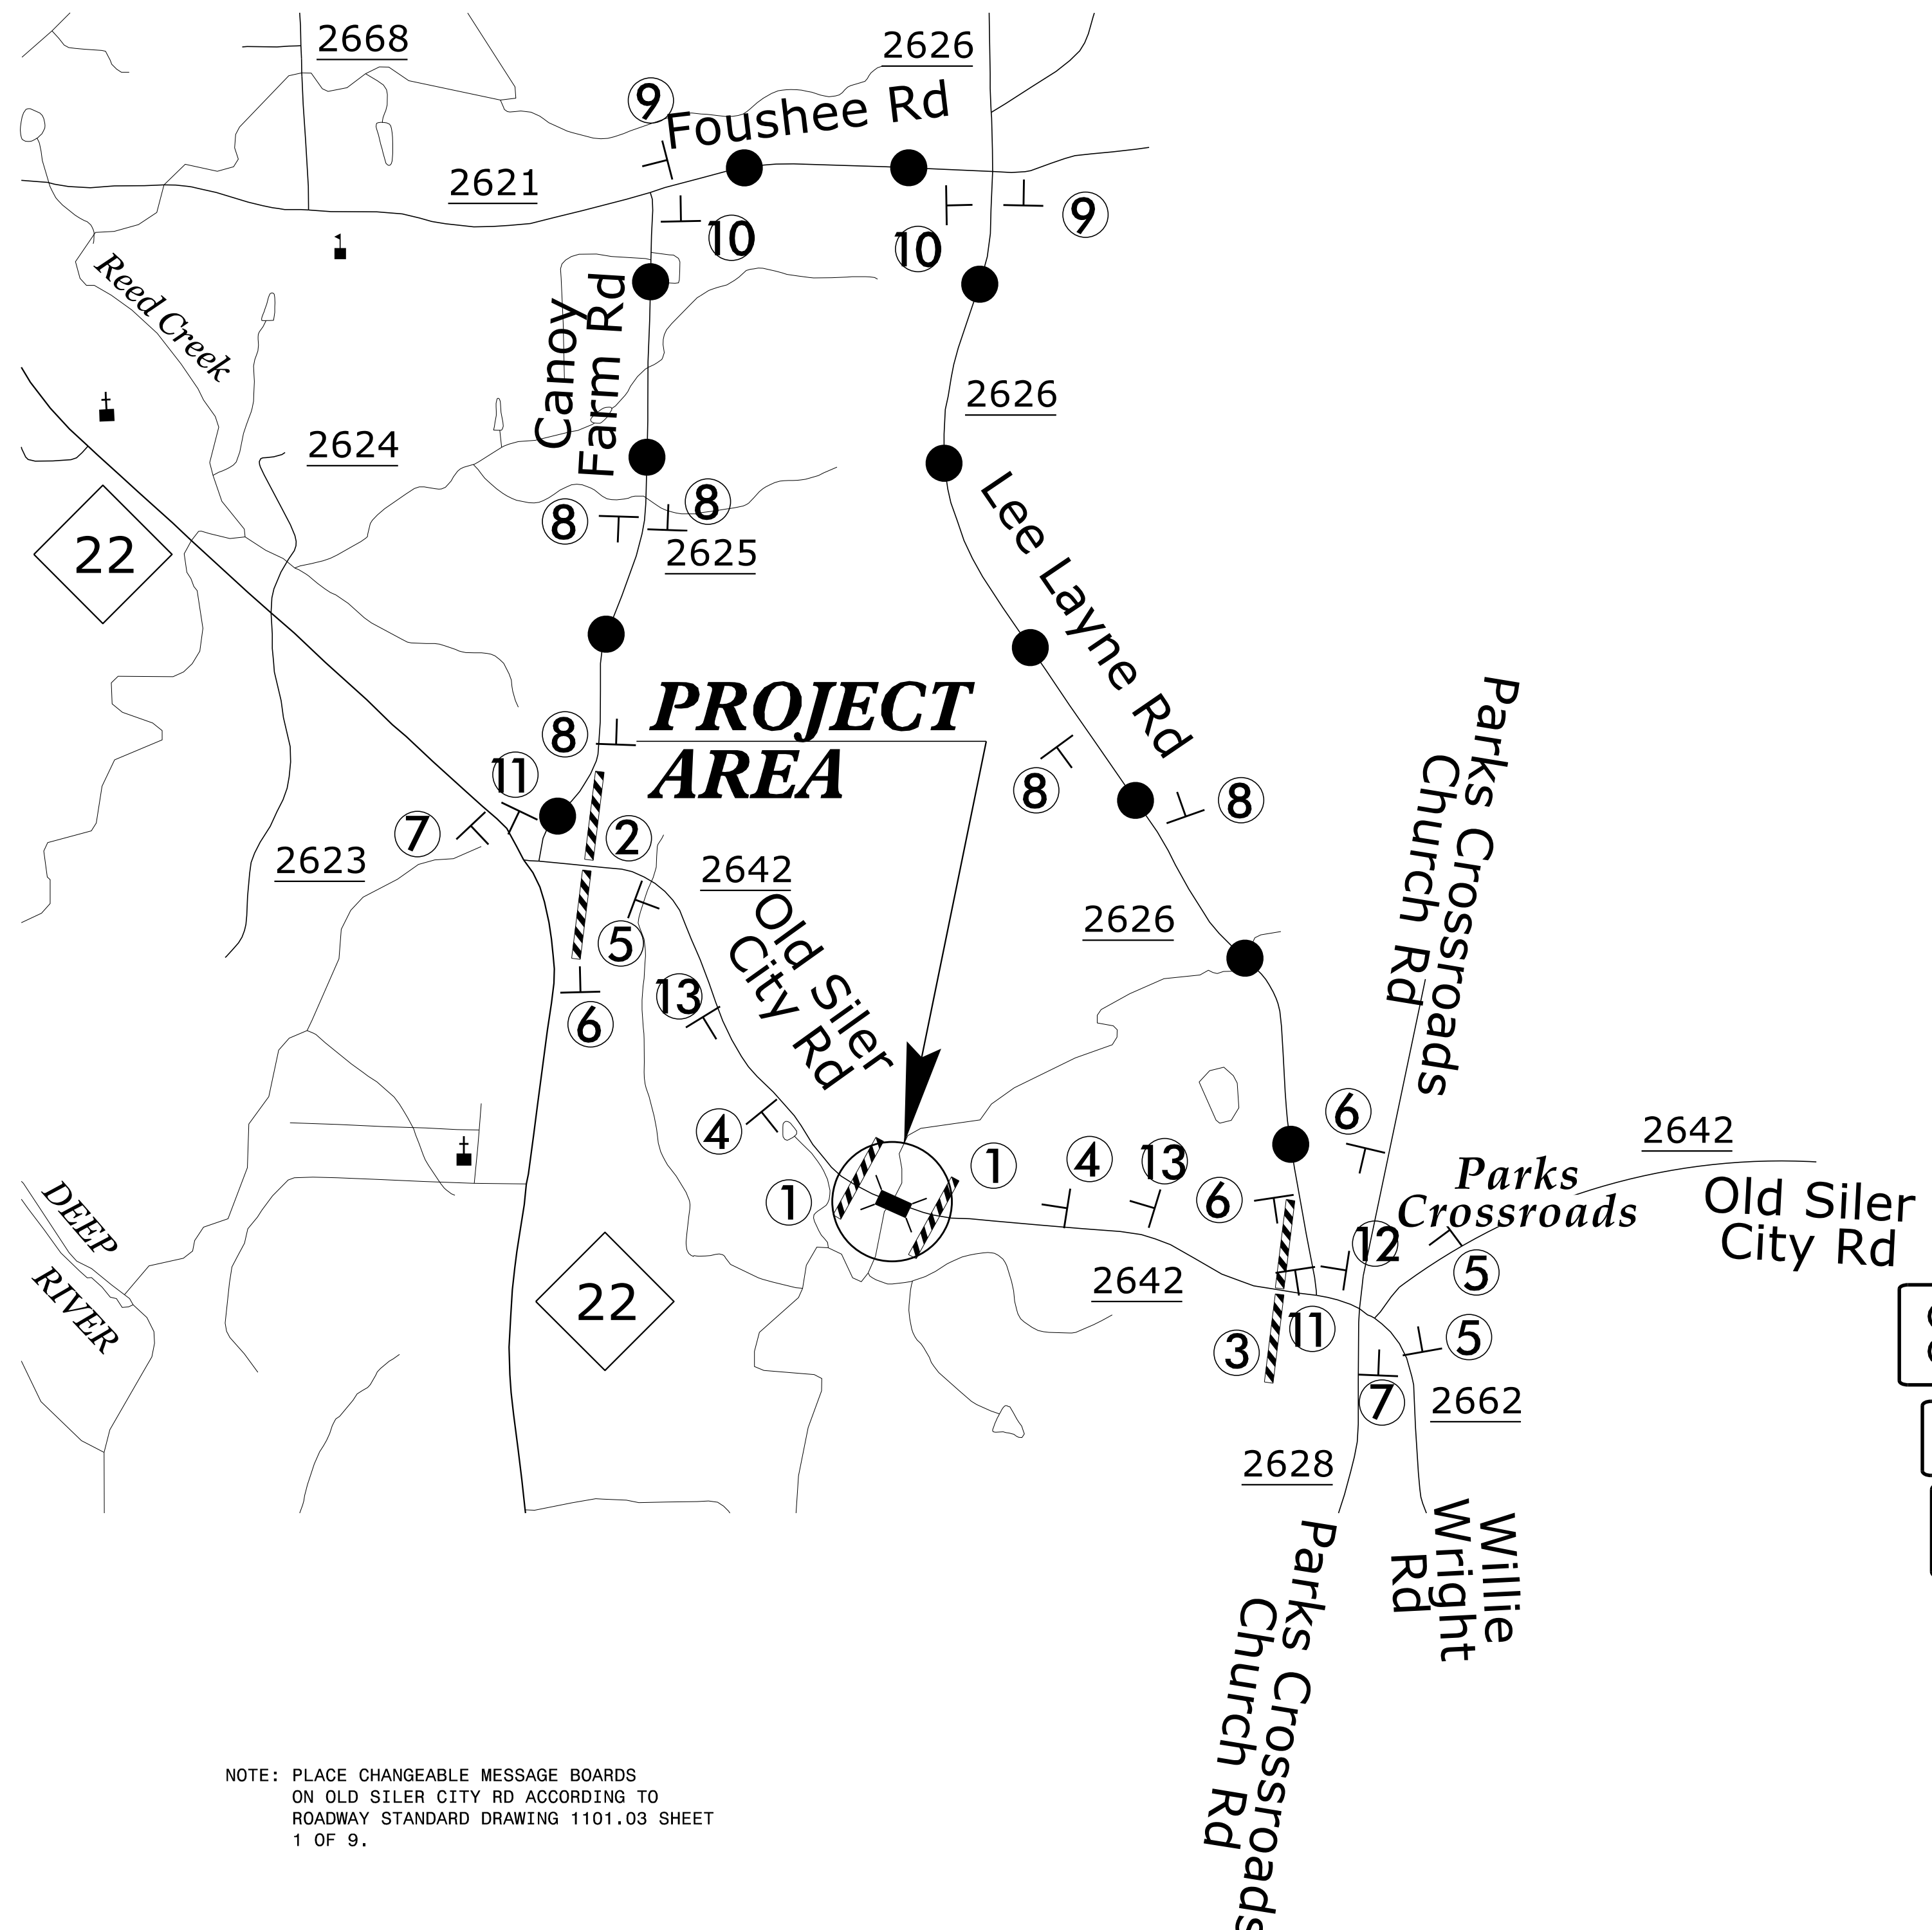 2668
2626
9
Foushee Rd
2621
10
10
9
Reed Creek
Canoy
Farm Rd
2626
2624
8
8
2625
22
Lee Layne Rd
PROJECT
AREA
Parks Crossroads
Church Rd
8
11
7
2
8
8
2623
2642
5
Old Siler
City Rd
2626
13
6
4
1
1
4
13
6
6
2642
Parks
Crossroads
Old Siler
City Rd
12
5
DEEP
RIVER
22
2642
11
3
5
7
2662
2628
Willie
Wright
Rd
Parks Crossroads
Church Rd
NOTE: PLACE CHANGEABLE MESSAGE BOARDS
ON OLD SILER CITY RD ACCORDING TO
ROADWAY STANDARD DRAWING 1101.03 SHEET
1 OF 9.